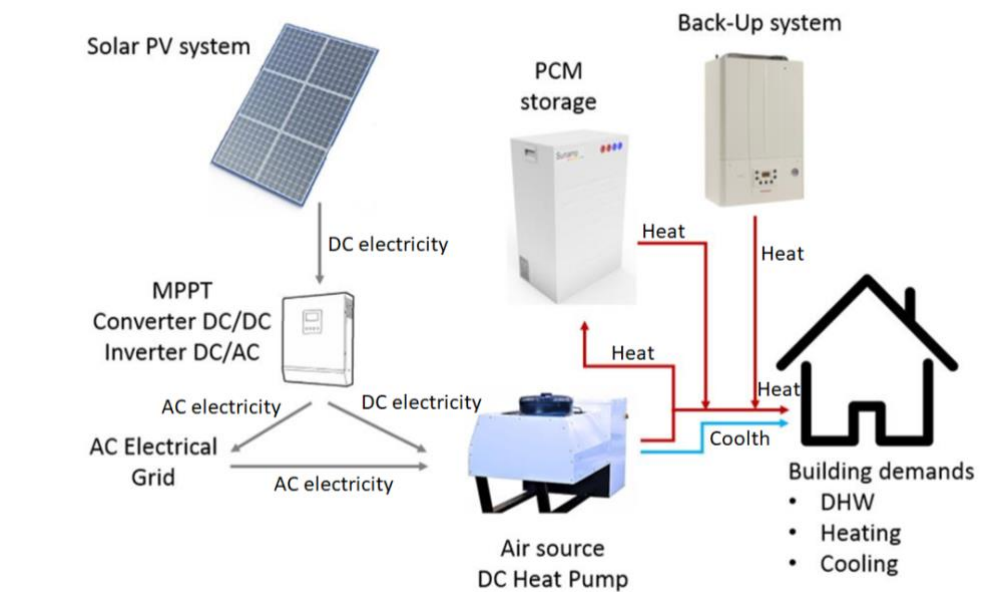 Solar PV system
Back-Up system
PCM
storage
Sunamp
DC electricity
Heat
Heat
MPPT
Converter DC/DC
Inverter DC/AC
Heat
Heat
AC electricity
DC electricity
Coolth
AC Electrical
Grid
AC electricity
Building demands
• DHW
• Heating
• Cooling
Air source
DC Heat Pump